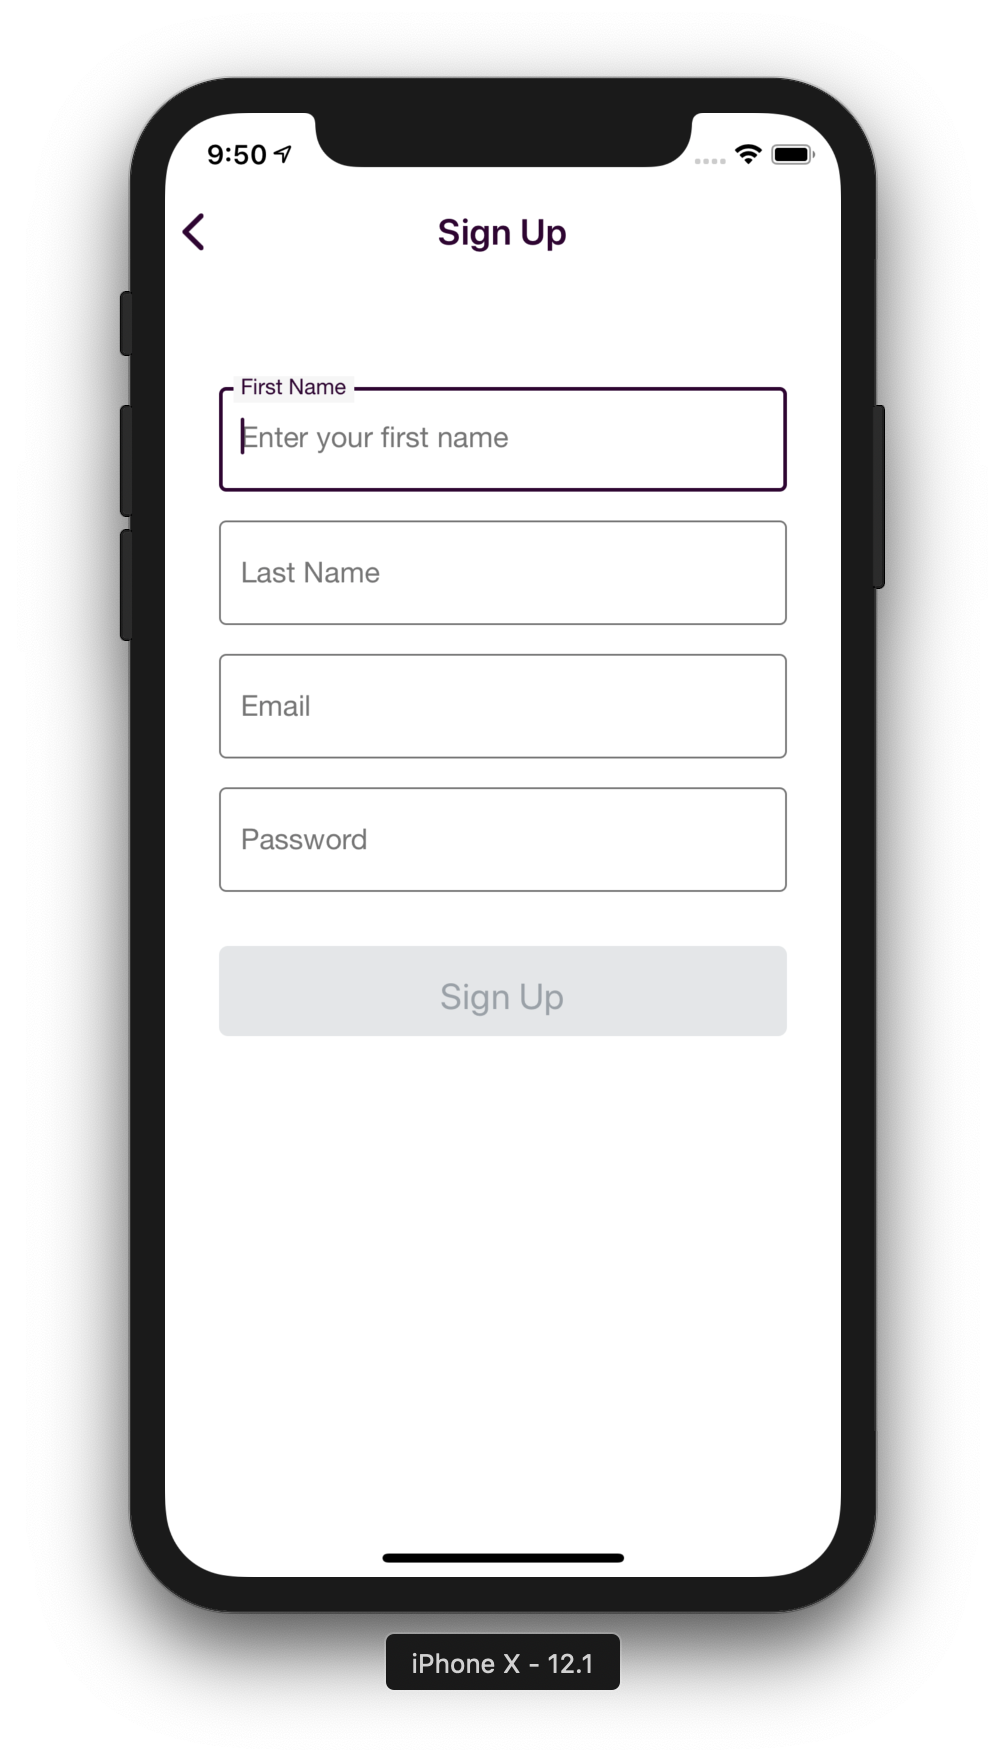 9:50
Sign Up
First Name
Enter your first name
Last Name
Email
Password
Sign Up
iPhone X - 12.1